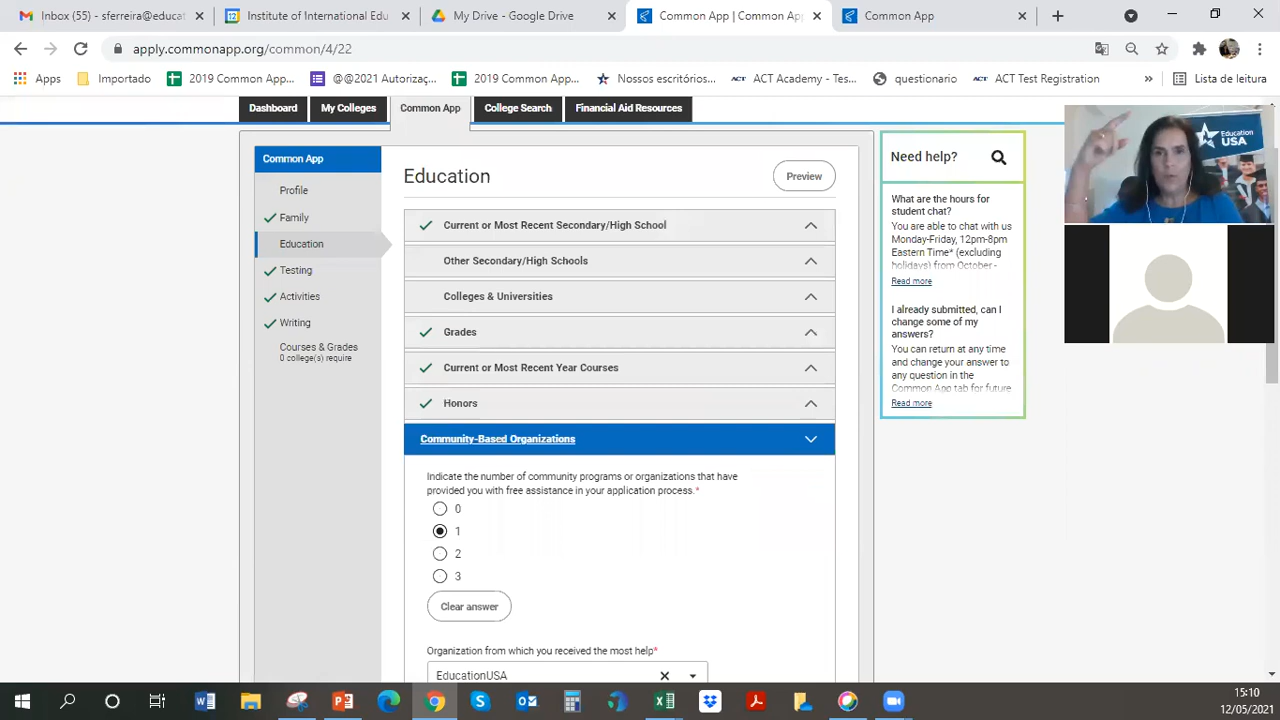 Inbox (55) - sferreira@educat
Institute of International Edu
My Drive - Google Drive
Common App | Common App
Common App
apply.commonapp.org/common/4/22
Apps
Importado
2019 Common App...
@@2021 Autorizaç...
2019 Common App...
Nossos escritórios...
ACT Academy - Tes...
questionario
ACT Test Registration
»
Lista de leitura
Dashboard
My Colleges
Common App
College Search
Financial Aid Resources
Common App
Profile
Family
Education
Testing
Activities
Writing
Courses & Grades
0 college(s) require
Education
Preview
Current or Most Recent Secondary/High School
Other Secondary/High Schools
Colleges & Universities
Grades
Current or Most Recent Year Courses
Honors
Community-Based Organizations
Indicate the number of community programs or organizations that have
provided you with free assistance in your application process.*
0
1
2
3
Clear answer
Organization from which you received the most help*
EducationUSA
Need help?
What are the hours for
student chat?
You are able to chat with us
Monday-Friday, 12pm-8pm
Eastern Time* (excluding
holidays) from October -
Read more
I already submitted, can I
change some of my
answers?
You can return at any time
and change your answer to
any question in the
Common App tab for future
Read more
Education
USA
15:10
12/05/2021